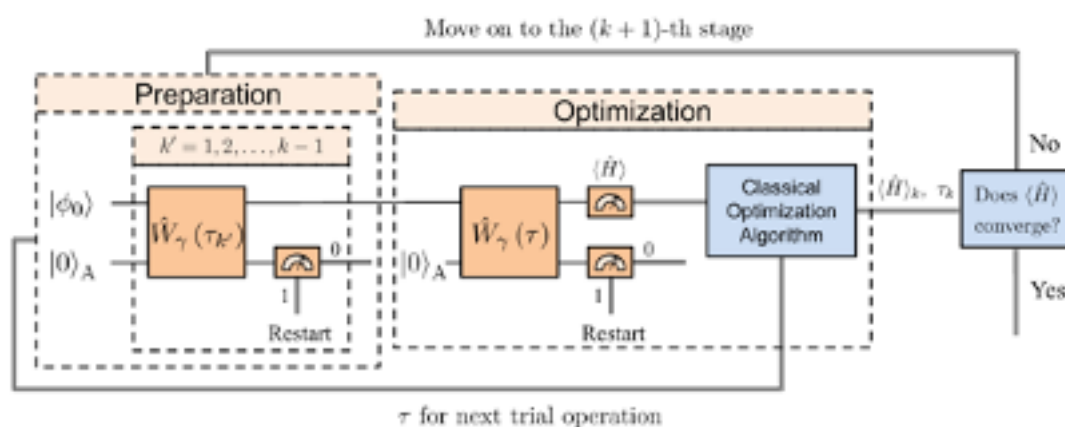 Move on to the (k + 1)-th stage
Preparation
Optimization
k′ = 1, 2, . . . , k − 1
No
⟨Ĥ⟩
|ϕ₀⟩
Ŵγ (τk′)
Ŵγ (τ)
Classical
Optimization
Algorithm
⟨Ĥ⟩k, τk
Does ⟨Ĥ⟩
converge?
|0⟩A
0
|0⟩A
0
1
1
Yes
Restart
Restart
τ for next trial operation